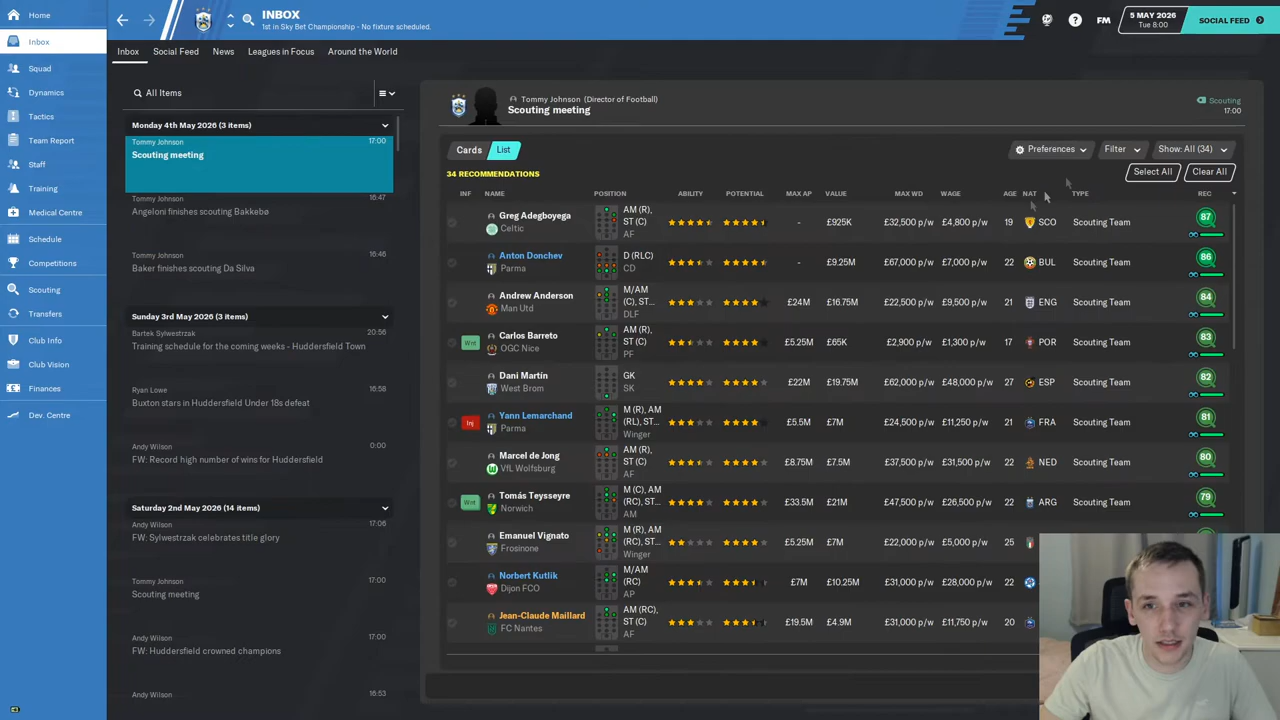 Home
Inbox
Squad
Dynamics
Tactics
Team Report
Staff
Training
Medical Centre
Schedule
Competitions
Scouting
Transfers
Club Info
Club Vision
Finances
Dev. Centre
INBOX
1st in Sky Bet Championship - No fixture scheduled.
FM
5 MAY 2026
Tue 8:00
SOCIAL FEED
Inbox Social Feed News Leagues in Focus Around the World
All Items
Monday 4th May 2026 (3 items)
Tommy Johnson 17:00
Scouting meeting
Tommy Johnson 16:47
Angeloni finishes scouting Bakkebø
Tommy Johnson 16:46
Baker finishes scouting Da Silva
Sunday 3rd May 2026 (3 items)
Bartek Sylwestrzak 20:56
Training schedule for the coming weeks - Huddersfield Town
Ryan Lowe 16:58
Buxton stars in Huddersfield Under 18s defeat
Andy Wilson 0:00
FW: Record high number of wins for Huddersfield
Saturday 2nd May 2026 (14 items)
Andy Wilson 17:06
FW: Sylwestrzak celebrates title glory
Tommy Johnson 17:00
Scouting meeting
Andy Wilson 17:00
FW: Huddersfield crowned champions
Andy Wilson 16:53
Tommy Johnson (Director of Football)
Scouting meeting
Scouting
17:00
Cards List
Preferences Filter Show: All (34)
34 RECOMMENDATIONS
Select All Clear All
INF NAME POSITION ABILITY POTENTIAL MAX AP VALUE MAX WD WAGE AGE NAT TYPE REC
Greg Adegboyega Celtic AM (R), ST (C) AF - £925K £32,500 p/w £4,800 p/w 19 SCO Scouting Team 87
Anton Donchev Parma D (RLC) CD - £9.25M £67,000 p/w £7,000 p/w 22 BUL Scouting Team 86
Andrew Anderson Man Utd M/AM (C), ST... DLF £24M £16.75M £22,500 p/w £9,500 p/w 21 ENG Scouting Team 84
Wnt Carlos Barreto OGC Nice AM (R), ST (C) PF £5.25M £65K £2,900 p/w £1,300 p/w 17 POR Scouting Team 83
Dani Martín West Brom GK SK £22M £19.75M £62,000 p/w £48,000 p/w 27 ESP Scouting Team 82
Inj Yann Lemarchand Parma M (R), AM (RL), ST... Winger £5.5M £7M £24,500 p/w £11,250 p/w 21 FRA Scouting Team 81
Marcel de Jong VfL Wolfsburg AM (R), ST (C) AF £8.75M £7.5M £37,500 p/w £31,500 p/w 22 NED Scouting Team 80
Wnt Tomás Teysseyre Norwich M (C), AM (RC), ST... AM £33.5M £21M £47,500 p/w £26,500 p/w 22 ARG Scouting Team 79
Emanuel Vignato Frosinone M (R), AM (RC), ST... Winger £5.25M £7M £22,000 p/w £5,000 p/w 25
Norbert Kutlik Dijon FCO M/AM (RC) AP £7M £10.25M £31,000 p/w £28,000 p/w 22
Jean-Claude Maillard FC Nantes AM (RC), ST (C) AF £19.5M £4.9M £31,000 p/w £11,750 p/w 20